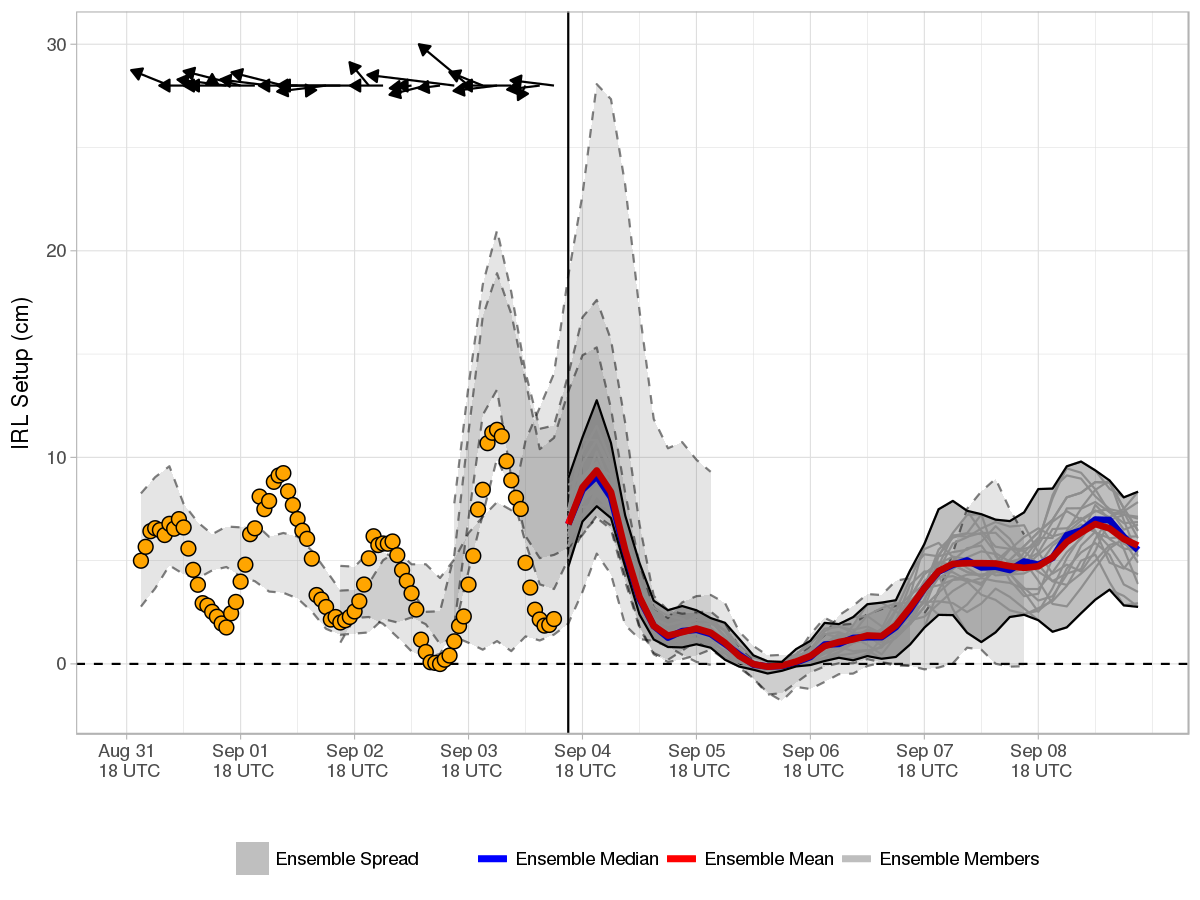 30
20
10
0
IRL Setup (cm)
Aug 31 Sep 01 Sep 02 Sep 03 Sep 04 Sep 05 Sep 06 Sep 07 Sep 08
18 UTC 18 UTC 18 UTC 18 UTC 18 UTC 18 UTC 18 UTC 18 UTC 18 UTC
Ensemble Spread Ensemble Median Ensemble Mean Ensemble Members